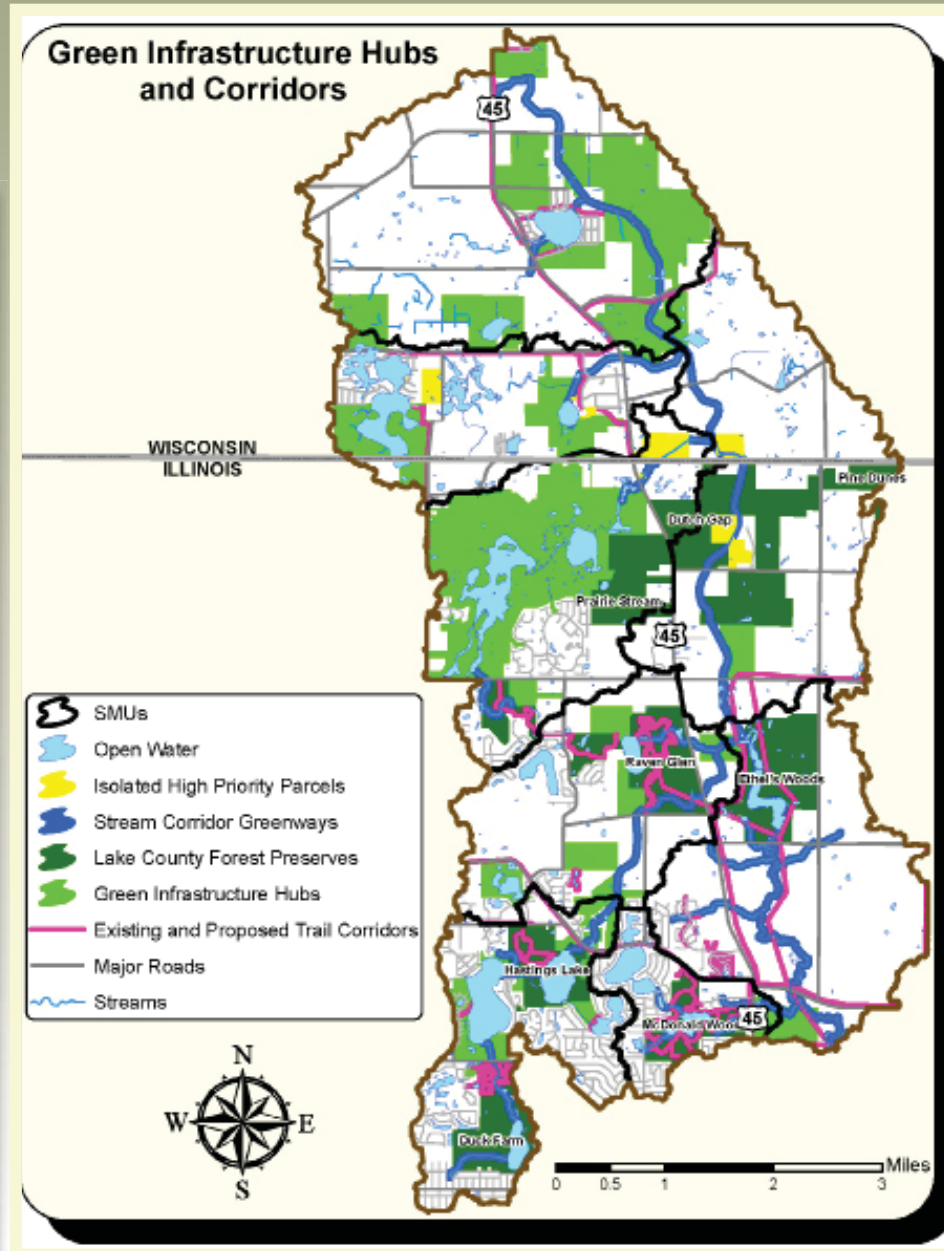 Green Infrastructure Hubs
and Corridors
45
WISCONSIN
ILLINOIS
Pine Dunes
Dutch Gap
Prairie Stream
45
SMUs
Open Water
Isolated High Priority Parcels
Stream Corridor Greenways
Lake County Forest Preserves
Green Infrastructure Hubs
Existing and Proposed Trail Corridors
Major Roads
Streams
Raven Glen
Ethel's Woods
Hastings Lake
McDonald Woo
45
Duck Farm
N
W E
S
Miles
0 0.5 1 2 3